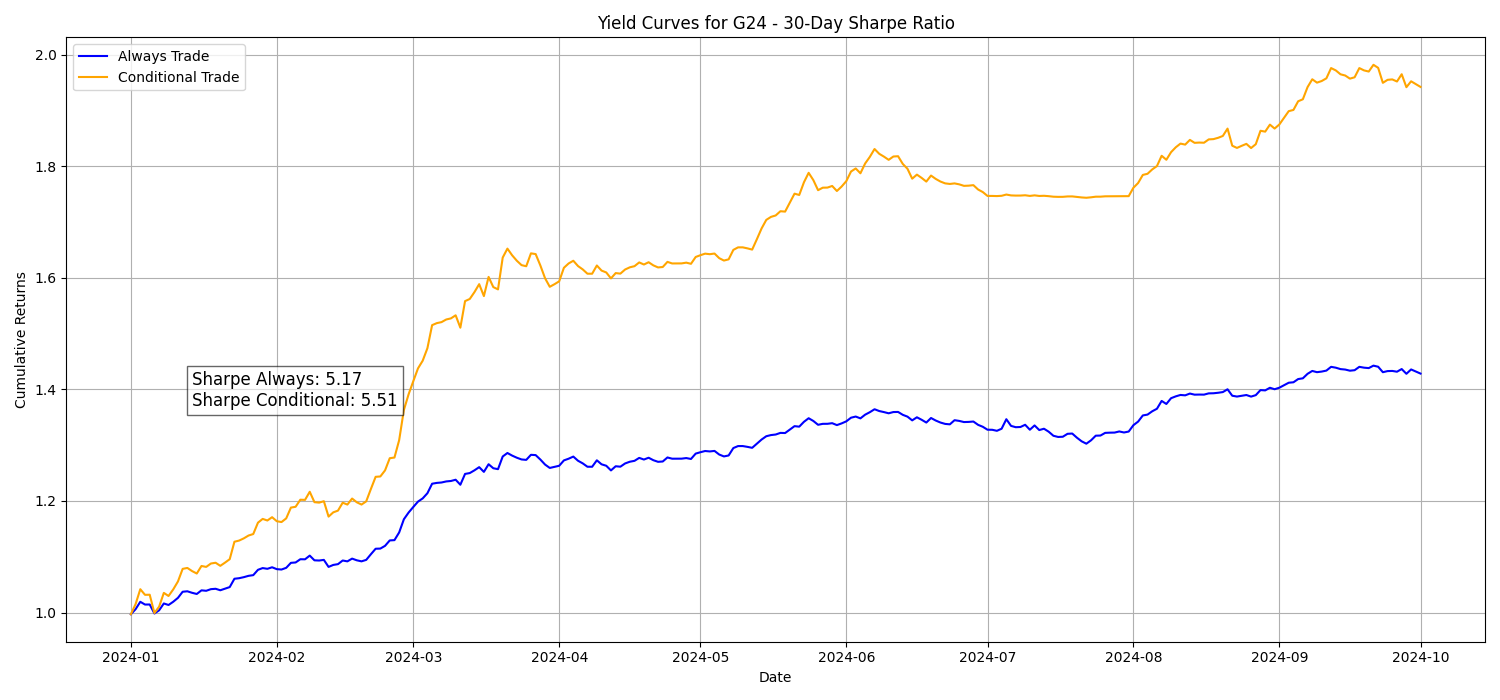 Yield Curves for G24 - 30-Day Sharpe Ratio
Always Trade
Conditional Trade
Sharpe Always: 5.17
Sharpe Conditional: 5.51
Cumulative Returns
2.0
1.8
1.6
1.4
1.2
1.0
2024-01
2024-02
2024-03
2024-04
2024-05
2024-06
2024-07
2024-08
2024-09
2024-10
Date